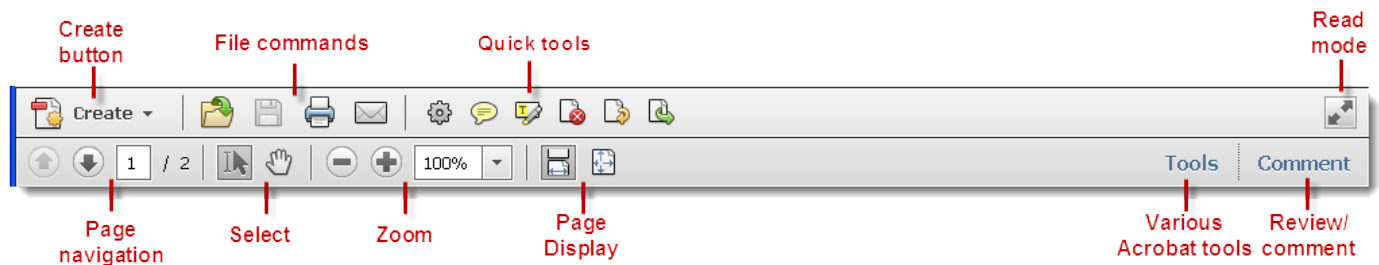 Create
button
File commands
Quick tools
Read
mode
Create
1 / 2 100% Tools Comment
Page
navigation
Select
Zoom
Page
Display
Various
Acrobat tools
Review/
comment